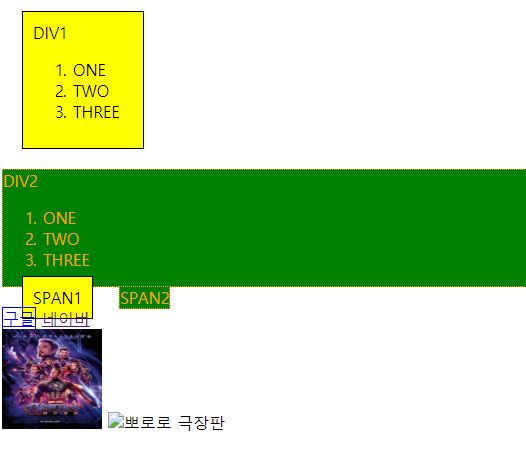 DIV1
1. ONE
2. TWO
3. THREE
DIV2
1. ONE
2. TWO
3. THREE
SPAN1 SPAN2
구글 네이버
뽀로로 극장판